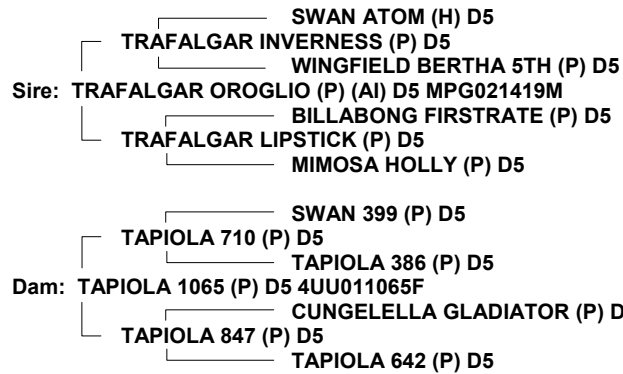 SWAN ATOM (H) D5
TRAFALGAR INVERNESS (P) D5
WINGFIELD BERTHA 5TH (P) D5
Sire: TRAFALGAR OROGLIO (P) (AI) D5 MPG021419M
BILLABONG FIRSTRATE (P) D5
TRAFALGAR LIPSTICK (P) D5
MIMOSA HOLLY (P) D5
SWAN 399 (P) D5
TAPIOLA 710 (P) D5
TAPIOLA 386 (P) D5
Dam: TAPIOLA 1065 (P) D5 4UU011065F
CUNGELELLA GLADIATOR (P) D
TAPIOLA 847 (P) D5
TAPIOLA 642 (P) D5